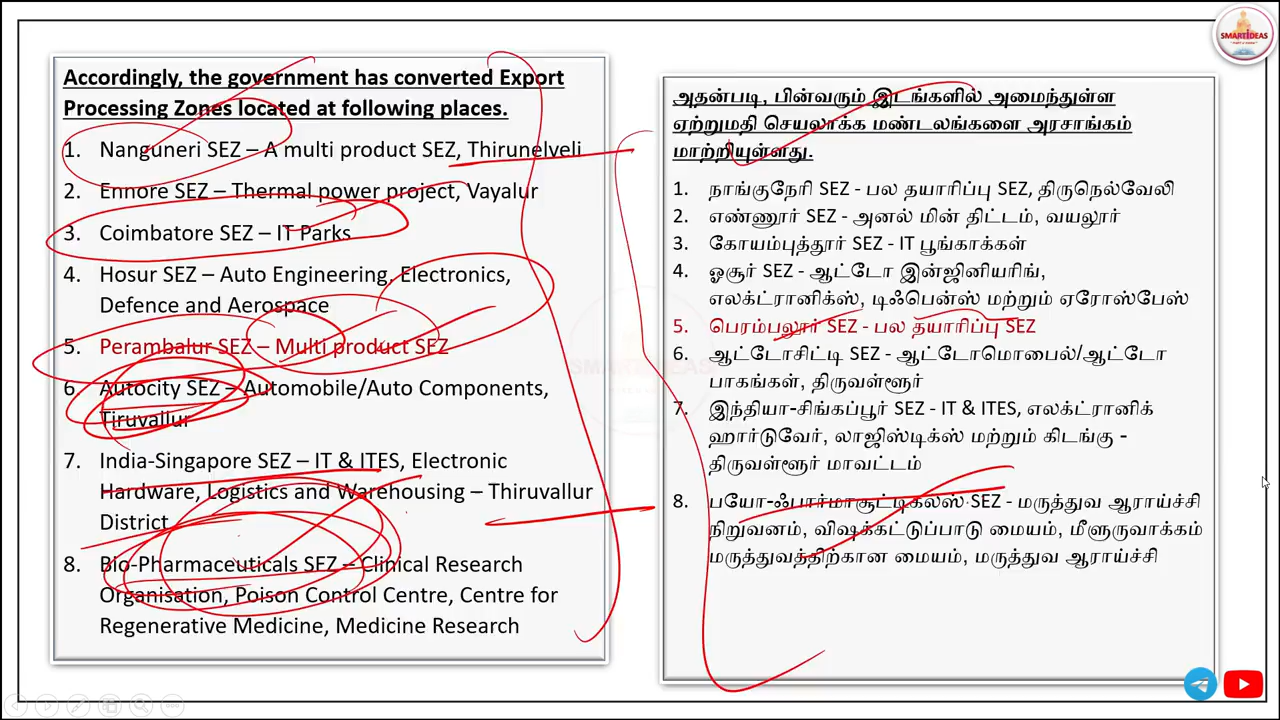 SMARTIDEAS
Accordingly, the government has converted Export
Processing Zones located at following places.
1. Nanguneri SEZ – A multi product SEZ, Thirunelveli
2. Ennore SEZ – Thermal power project, Vayalur
3. Coimbatore SEZ – IT Parks
4. Hosur SEZ – Auto Engineering, Electronics,
Defence and Aerospace
5. Perambalur SEZ – Multi product SEZ
6. Autocity SEZ – Automobile/Auto Components,
Tiruvallur
7. India-Singapore SEZ – IT & ITES, Electronic
Hardware, Logistics and Warehousing – Thiruvallur
District
8. Bio-Pharmaceuticals SEZ – Clinical Research
Organisation, Poison Control Centre, Centre for
Regenerative Medicine, Medicine Research
அதன்படி, பின்வரும் இடங்களில் அமைந்துள்ள
ஏற்றுமதி செயலாக்க மண்டலங்களை அரசாங்கம்
மாற்றியுள்ளது.
1. நாங்குநேரி SEZ - பல தயாரிப்பு SEZ, திருநெல்வேலி
2. எண்ணூர் SEZ - அனல் மின் திட்டம், வயலூர்
3. கோயம்புத்தூர் SEZ - IT பூங்காக்கள்
4. ஓசூர் SEZ - ஆட்டோ இன்ஜினியரிங்,
எலக்ட்ரானிக்ஸ், டிஃபென்ஸ் மற்றும் ஏரோஸ்பேஸ்
5. பெரம்பலூர் SEZ - பல தயாரிப்பு SEZ
6. ஆட்டோசிட்டி SEZ - ஆட்டோமொபைல்/ஆட்டோ
பாகங்கள், திருவள்ளூர்
7. இந்தியா-சிங்கப்பூர் SEZ - IT & ITES, எலக்ட்ரானிக்
ஹார்டுவேர், லாஜிஸ்டிக்ஸ் மற்றும் கிடங்கு -
திருவள்ளூர் மாவட்டம்
8. பயோ-ஃபார்மாசூட்டிகல்ஸ் SEZ - மருத்துவ ஆராய்ச்சி
நிறுவனம், விஷக்கட்டுப்பாடு மையம், மீளுருவாக்கம்
மருத்துவத்திற்கான மையம், மருத்துவ ஆராய்ச்சி